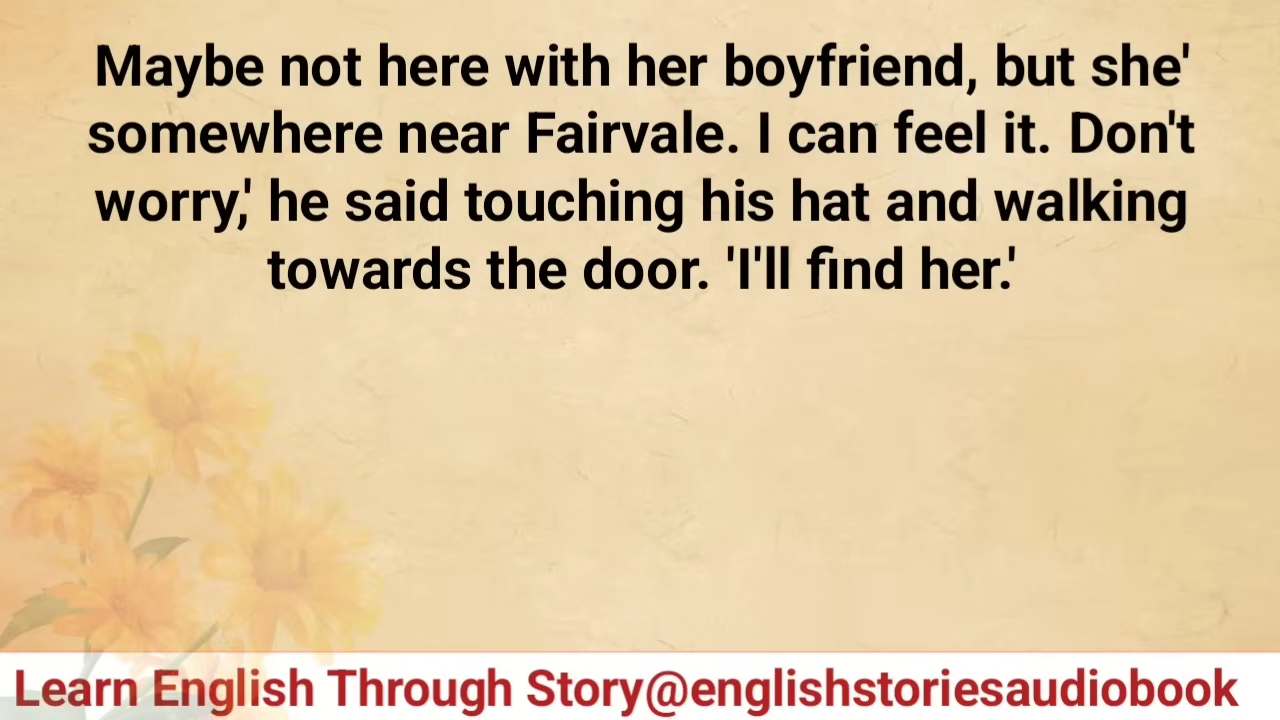 Maybe not here with her boyfriend, but she'
somewhere near Fairvale. I can feel it. Don't
worry,' he said touching his hat and walking
towards the door. 'I'll find her.'
Learn English Through Story@englishstoriesaudiobook